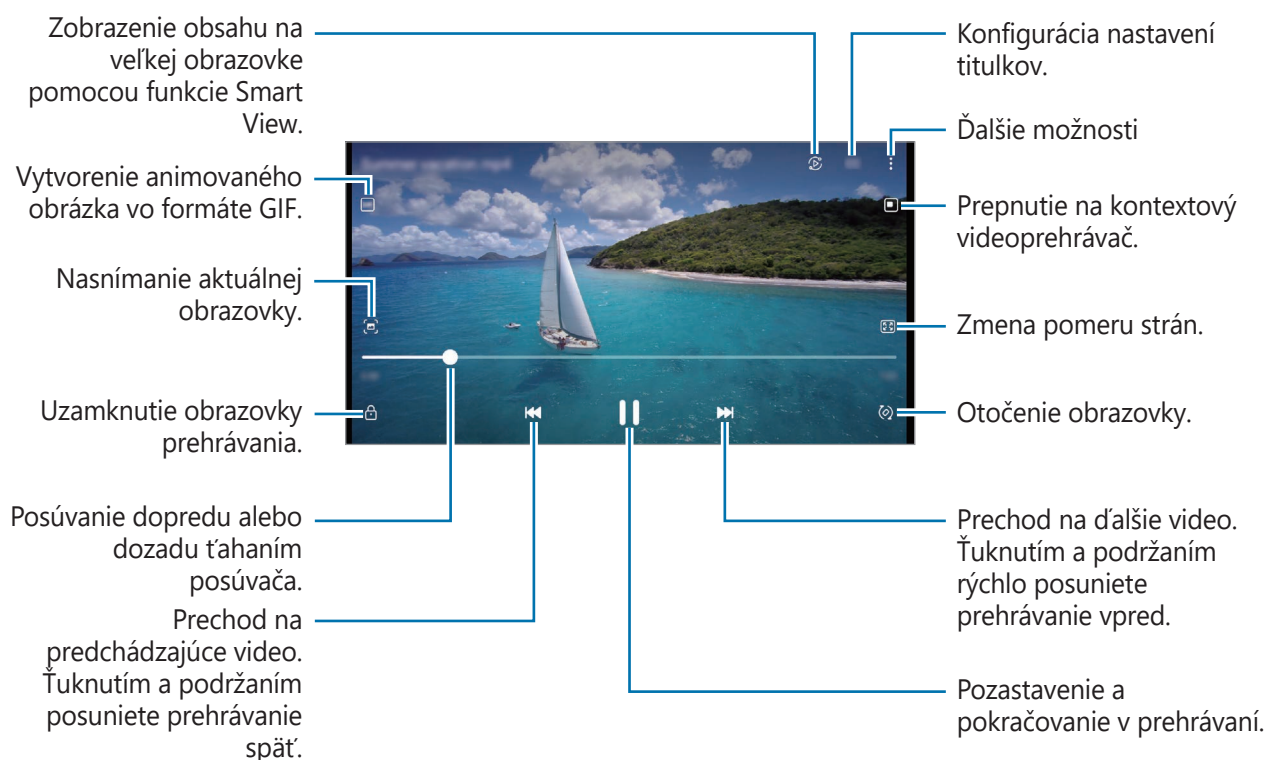 Zobrazenie obsahu na
veľkej obrazovke
pomocou funkcie Smart
View.
Vytvorenie animovaného
obrázka vo formáte GIF.
Nasnímanie aktuálnej
obrazovky.
Uzamknutie obrazovky
prehrávania.
Posúvanie dopredu alebo
dozadu ťahaním
posúvača.
Prechod na
predchádzajúce video.
Ťuknutím a podržaním
posuniete prehrávanie
späť.
Konfigurácia nastavení
titulkov.
Ďalšie možnosti
Prepnutie na kontextový
videoprehrávač.
Zmena pomeru strán.
Otočenie obrazovky.
Prechod na ďalšie video.
Ťuknutím a podržaním
rýchlo posuniete
prehrávanie vpred.
Pozastavenie a
pokračovanie v prehrávaní.